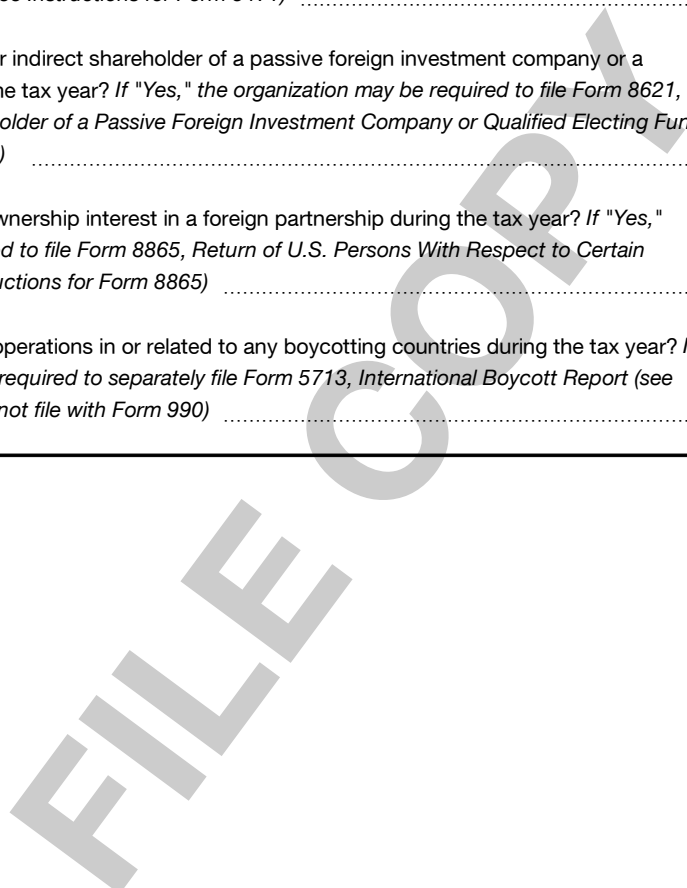 r indirect shareholder of a passive foreign investment company or a
he tax year? If "Yes," the organization may be required to file Form 8621,
holder of a Passive Foreign Investment Company or Qualified Electing Fun
)
wnership interest in a foreign partnership during the tax year? If "Yes,"
d to file Form 8865, Return of U.S. Persons With Respect to Certain
uctions for Form 8865)
operations in or related to any boycotting countries during the tax year? I
required to separately file Form 5713, International Boycott Report (see
not file with Form 990)
FILE COPY